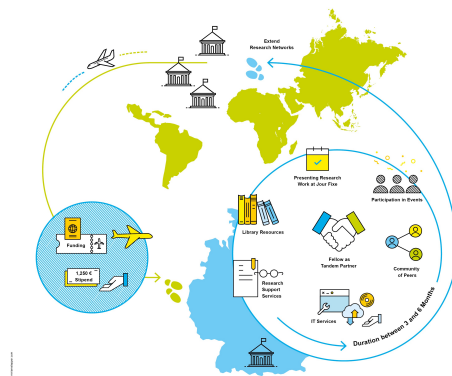 Extend
Research Networks
Presenting Research
Work at Jour Fixe
Participation in Events
Library Resources
Funding
Fellow as
Tandem Partner
Community
of Peers
1,250 €
Stipend
Research
Support
Services
IT Services
Duration between 3 and 6 Months